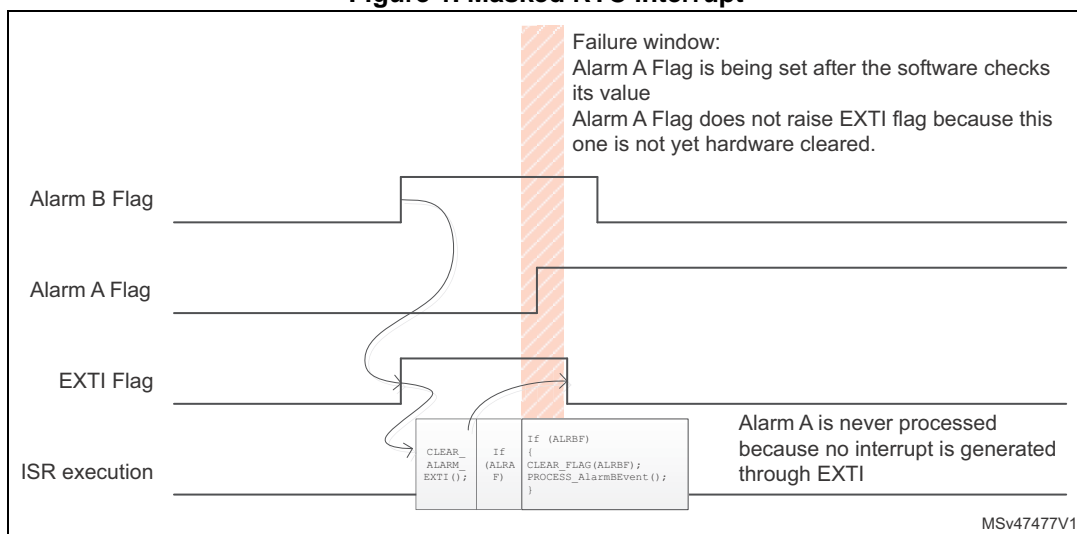 Figure 1. Masked RTC interrupt
Failure window:
Alarm A Flag is being set after the software checks
its value
Alarm A Flag does not raise EXTI flag because this
one is not yet hardware cleared.
Alarm B Flag
Alarm A Flag
EXTI Flag
ISR execution
CLEAR_
ALARM_
EXTI();
If
(ALRA
F)
If (ALRBF)
{
CLEAR_FLAG(ALRBF);
PROCESS_AlarmBEvent();
}
Alarm A is never processed
because no interrupt is generated
through EXTI
MSv47477V1